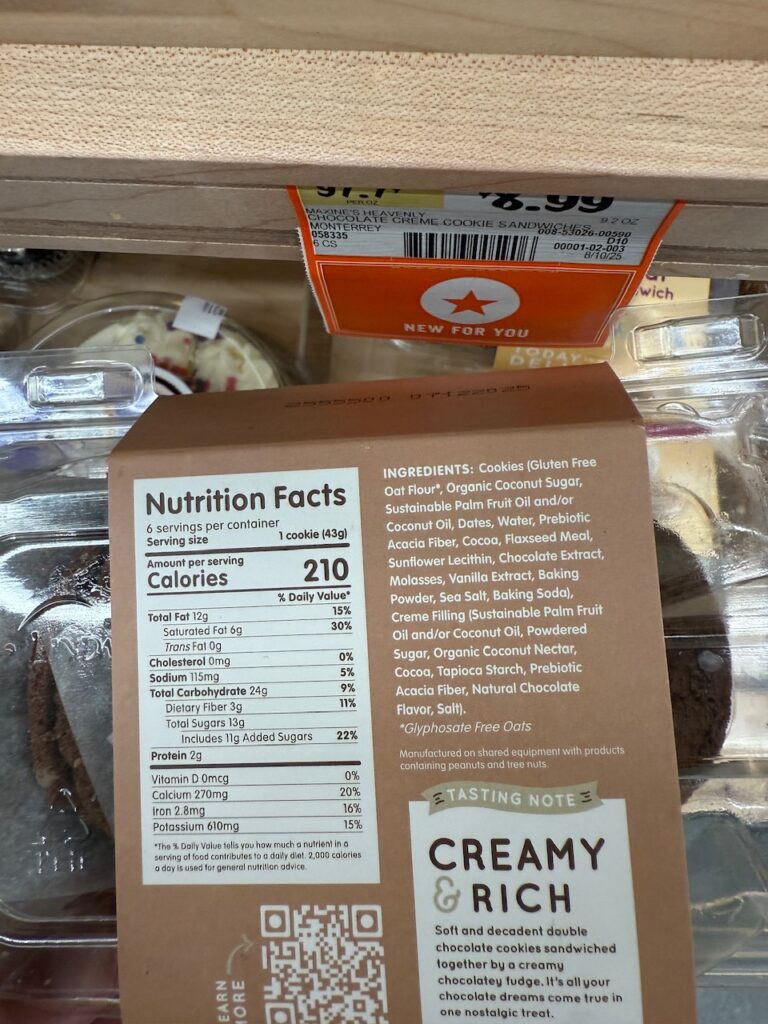 97.7¢
$8.99
PER OZ
MAXINE'S HEAVENLY
CHOCOLATE CREME COOKIE SANDWICHES 9.2 OZ
MONTERREY 008-53026-00590
058335 D10
6 CS 00001-02-003
8/10/25
NEW FOR YOU
wich
TODAY
2555500 07122025
Nutrition Facts
6 servings per container
Serving size 1 cookie (43g)
Amount per serving
Calories 210
% Daily Value*
Total Fat 12g 15%
Saturated Fat 6g 30%
Trans Fat 0g
Cholesterol 0mg 0%
Sodium 115mg 5%
Total Carbohydrate 24g 9%
Dietary Fiber 3g 11%
Total Sugars 13g
Includes 11g Added Sugars 22%
Protein 2g
Vitamin D 0mcg 0%
Calcium 270mg 20%
Iron 2.8mg 16%
Potassium 610mg 15%
*The % Daily Value tells you how much a nutrient in a
serving of food contributes to a daily diet. 2,000 calories
a day is used for general nutrition advice.
INGREDIENTS: Cookies (Gluten Free
Oat Flour*, Organic Coconut Sugar,
Sustainable Palm Fruit Oil and/or
Coconut Oil, Dates, Water, Prebiotic
Acacia Fiber, Cocoa, Flaxseed Meal,
Sunflower Lecithin, Chocolate Extract,
Molasses, Vanilla Extract, Baking
Powder, Sea Salt, Baking Soda),
Creme Filling (Sustainable Palm Fruit
Oil and/or Coconut Oil, Powdered
Sugar, Organic Coconut Nectar,
Cocoa, Tapioca Starch, Prebiotic
Acacia Fiber, Natural Chocolate
Flavor, Salt).
*Glyphosate Free Oats
Manufactured on shared equipment with products
containing peanuts and tree nuts.
TASTING NOTE
CREAMY
& RICH
Soft and decadent double
chocolate cookies sandwiched
together by a creamy
chocolatey fudge. It's all your
chocolate dreams come true in
one nostalgic treat.